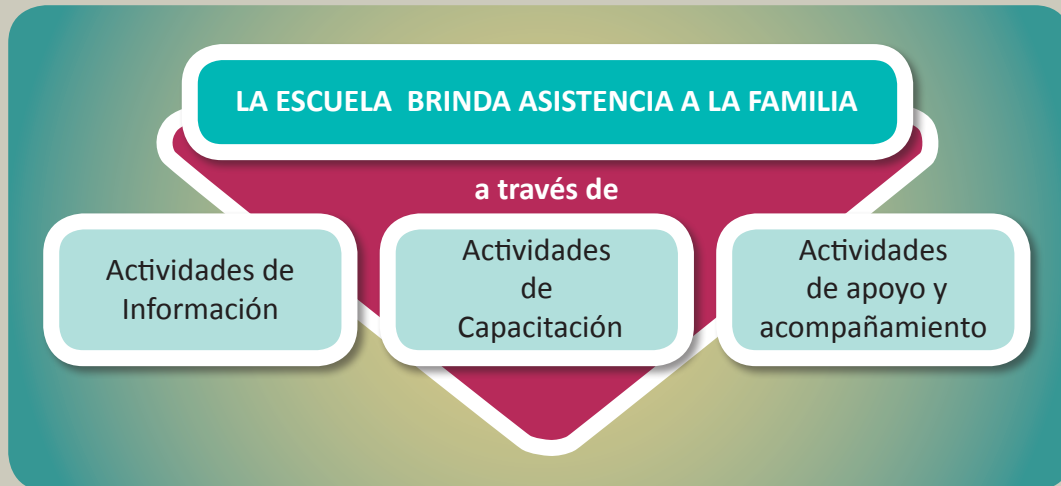 LA ESCUELA BRINDA ASISTENCIA A LA FAMILIA
a través de
Actividades de
Información
Actividades
de
Capacitación
Actividades
de apoyo y
acompañamiento